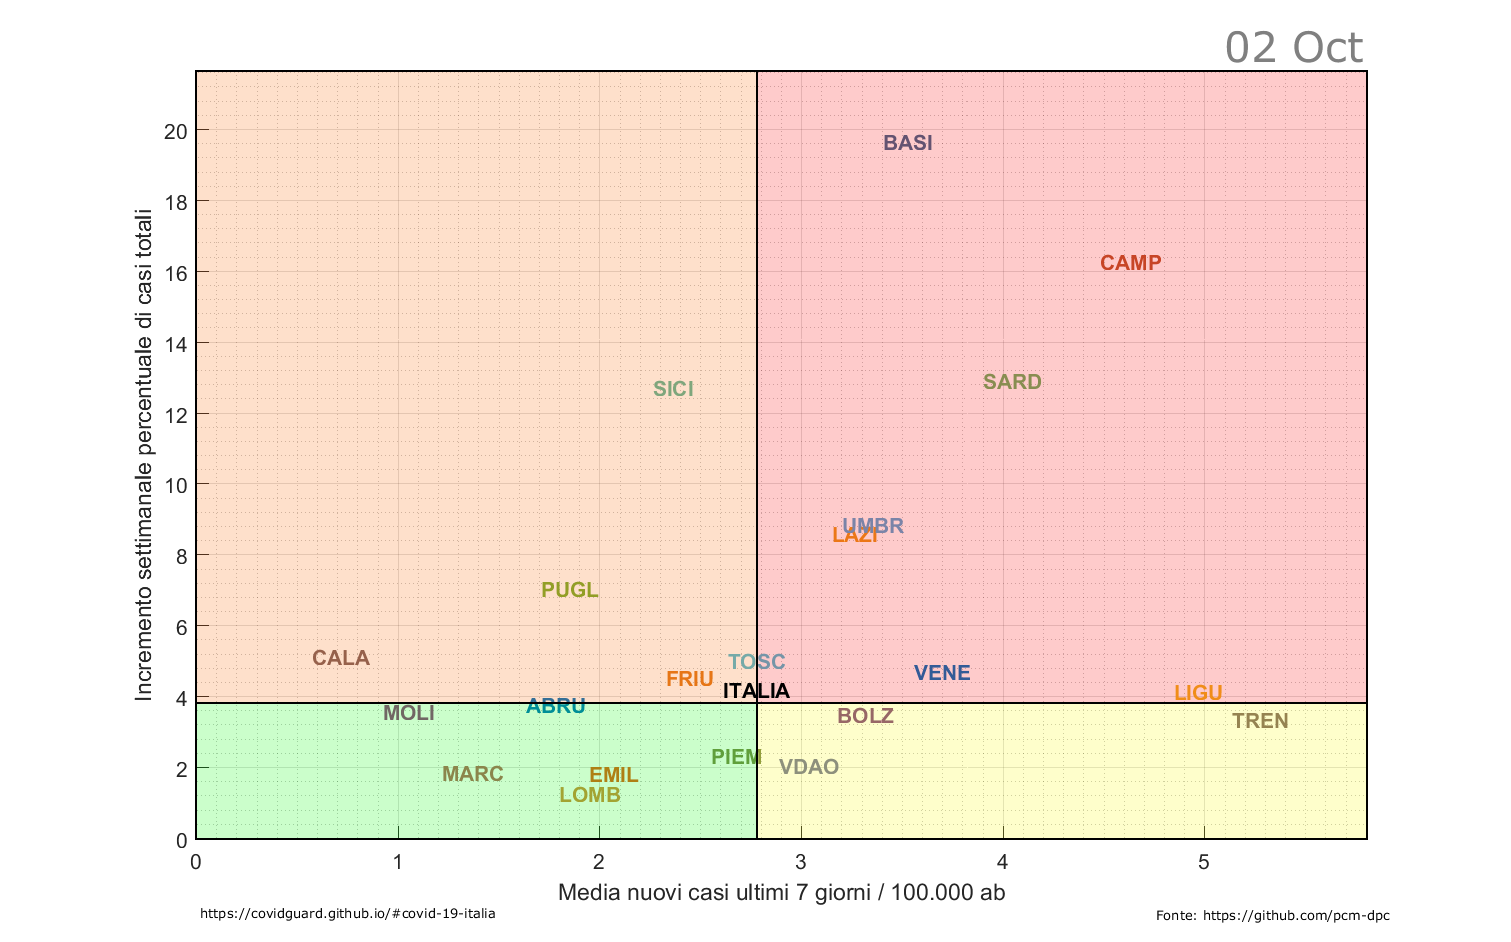 02 Oct
Incremento settimanale percentuale di casi totali
20
18
16
14
12
10
8
6
4
2
0
BASI
CAMP
SARD
SICI
UMBR
LAZI
PUGL
CALA
TOSC
FRIU
VENE
ITALIA
LIGU
ABRU
MOLI
BOLZ
TREN
PIEM
VDAO
MARC
EMIL
LOMB
0 1 2 3 4 5
Media nuovi casi ultimi 7 giorni / 100.000 ab
https://covidguard.github.io/#covid-19-italia
Fonte: https://github.com/pcm-dpc